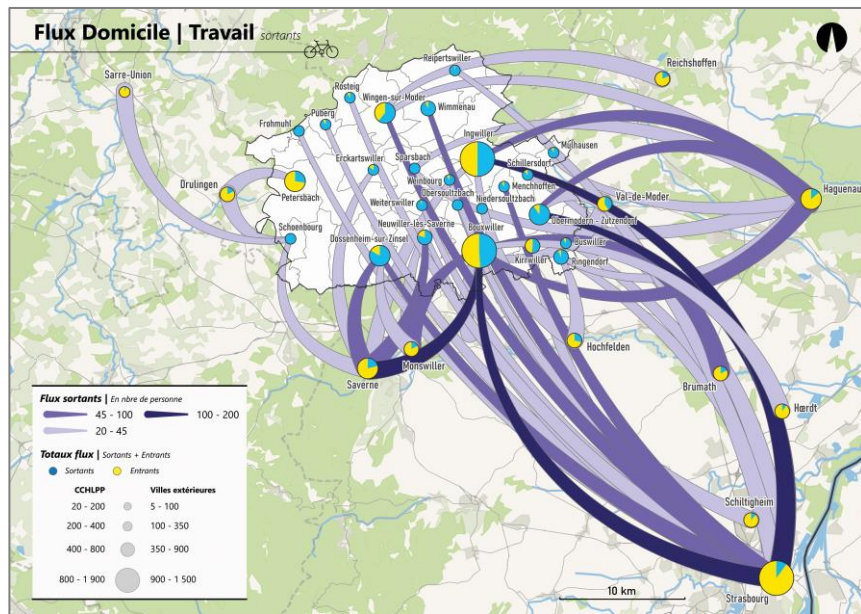 Flux Domicile | Travail sortants
Sarre-Union
Reipertswiller
Reichshoffen
Rosteig
Wingen-sur-Moder
Wimmenau
Puberg
Frohmuhl
Ingwiller
Mulhausen
Erckartswiller
Sparsbach
Schillersdorf
Weinbourg
Menchhoffen
Drulingen
Petersbach
Obersoultzbach
Niedersoultzbach
Val-de-Moder
Haguenau
Weiterswiller
Obermodern - Zutzendorf
Schoenbourg
Neuwiller-lès-Saverne
Bouxwiller
Dossenheim-sur-Zinsel
Buswiller
Kirrwiller
Ringendorf
Hochfelden
Monswiller
Saverne
Brumath
Hœrdt
Schiltigheim
Strasbourg
Flux sortants | En nbre de personne
45 - 100
100 - 200
20 - 45
Totaux flux | Sortants + Entrants
Sortants
Entrants
CCHLPP
Villes extérieures
20 - 200
5 - 100
200 - 400
100 - 350
400 - 800
350 - 900
800 - 1 900
900 - 1 500
10 km